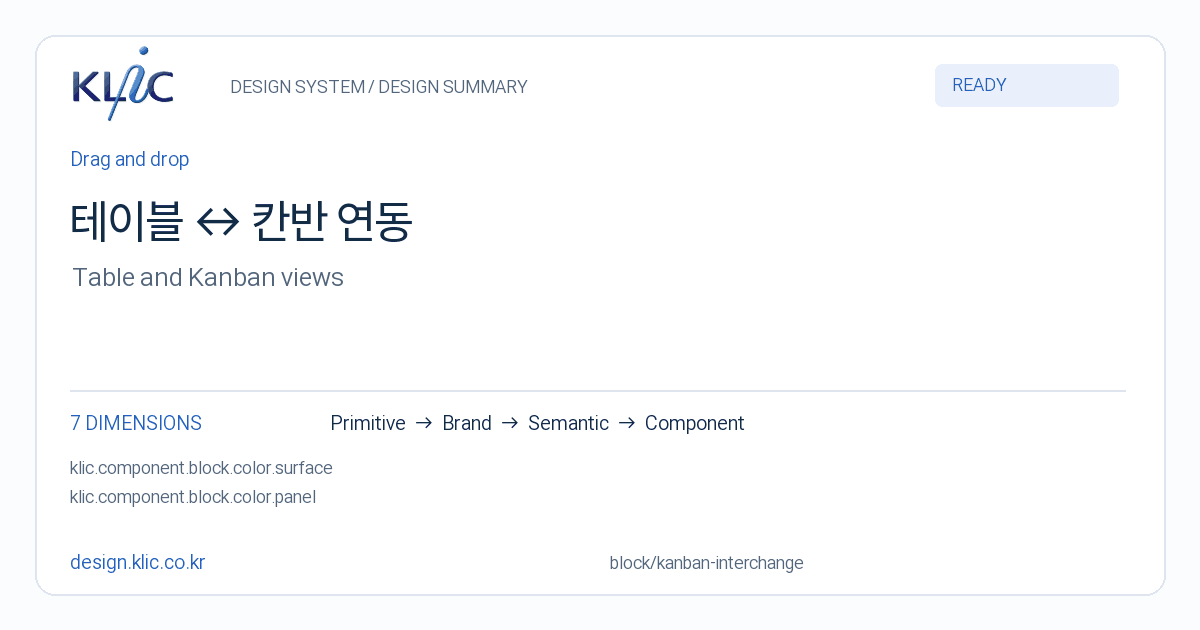 KLiC
DESIGN SYSTEM / DESIGN SUMMARY
READY
Drag and drop
테이블 ↔ 칸반 연동
Table and Kanban views
7 DIMENSIONS
Primitive → Brand → Semantic → Component
klic.component.block.color.surface
klic.component.block.color.panel
design.klic.co.kr
block/kanban-interchange